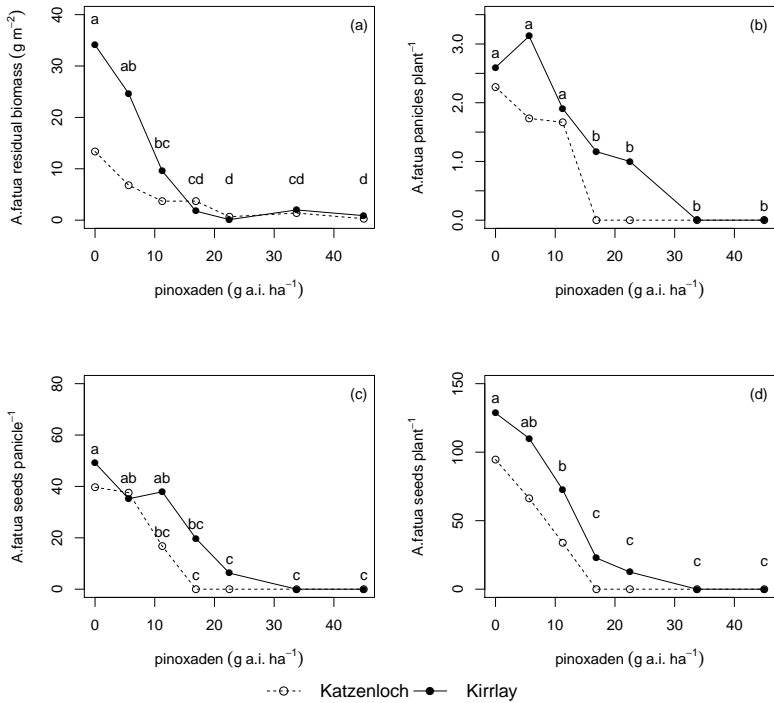 (a)
A.fatua residual biomass (g m⁻²)
40
30
20
10
0
a
ab
bc
cd
d
cd
d
0 10 20 30 40
pinoxaden (g a.i. ha⁻¹)
(b)
A.fatua panicles plant⁻¹
3.0
2.0
1.0
0.0
a
a
a
b
b
b
b
0 10 20 30 40
pinoxaden (g a.i. ha⁻¹)
(c)
A.fatua seeds panicle⁻¹
80
60
40
20
0
a
ab
ab
bc
bc
c
c
c
c
0 10 20 30 40
pinoxaden (g a.i. ha⁻¹)
(d)
A.fatua seeds plant⁻¹
150
100
50
0
a
ab
b
c
c
c
c
0 10 20 30 40
pinoxaden (g a.i. ha⁻¹)
Katzenloch Kirrlay